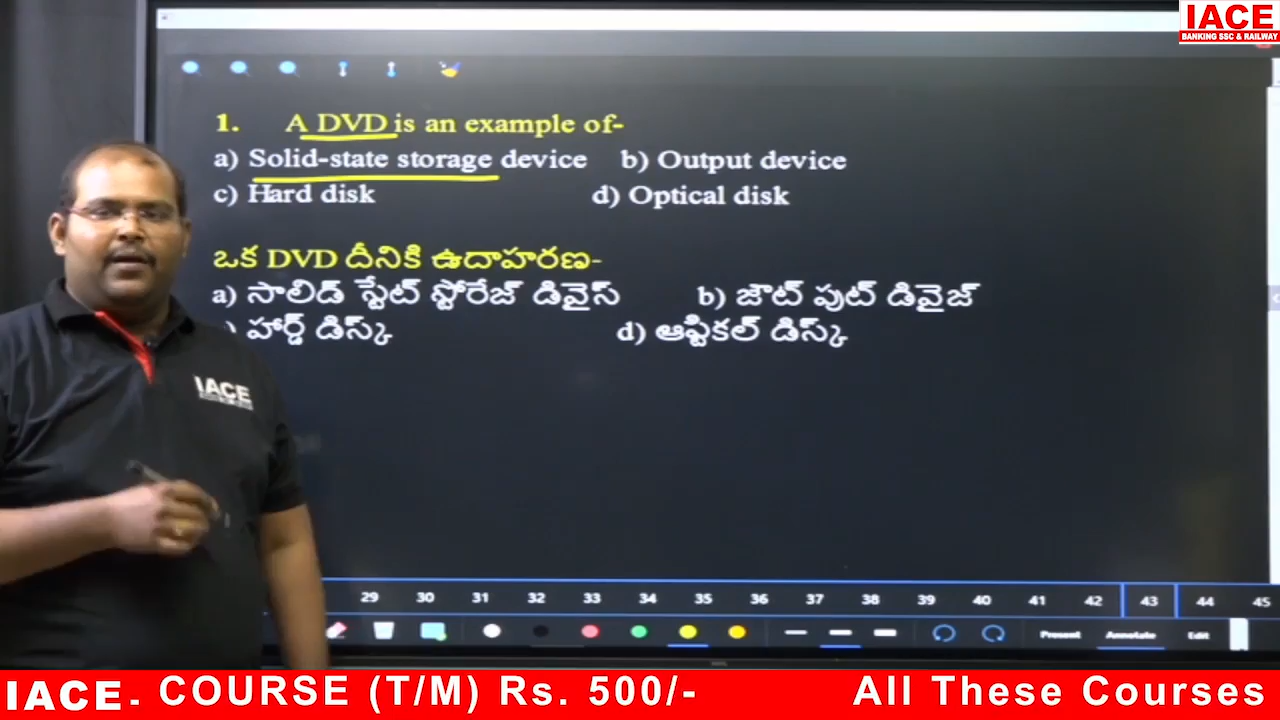 IACE
BANKING SSC & RAILWAY
1. A DVD is an example of-
a) Solid-state storage device b) Output device
c) Hard disk d) Optical disk
ఒక DVD దీనికి ఉదాహరణ-
a) సాలిడ్ స్టేట్ స్టోరేజ్ డివైస్ b) ఔట్ పుట్ డివైజ్
) హార్డ్ డిస్క్ d) ఆప్టికల్ డిస్క్
IACE
29 30 31 32 33 34 35 36 37 38 39 40 41 42 43 44 45
Present Annotate Edit
IACE. COURSE (T/M) Rs. 500/- All These Courses